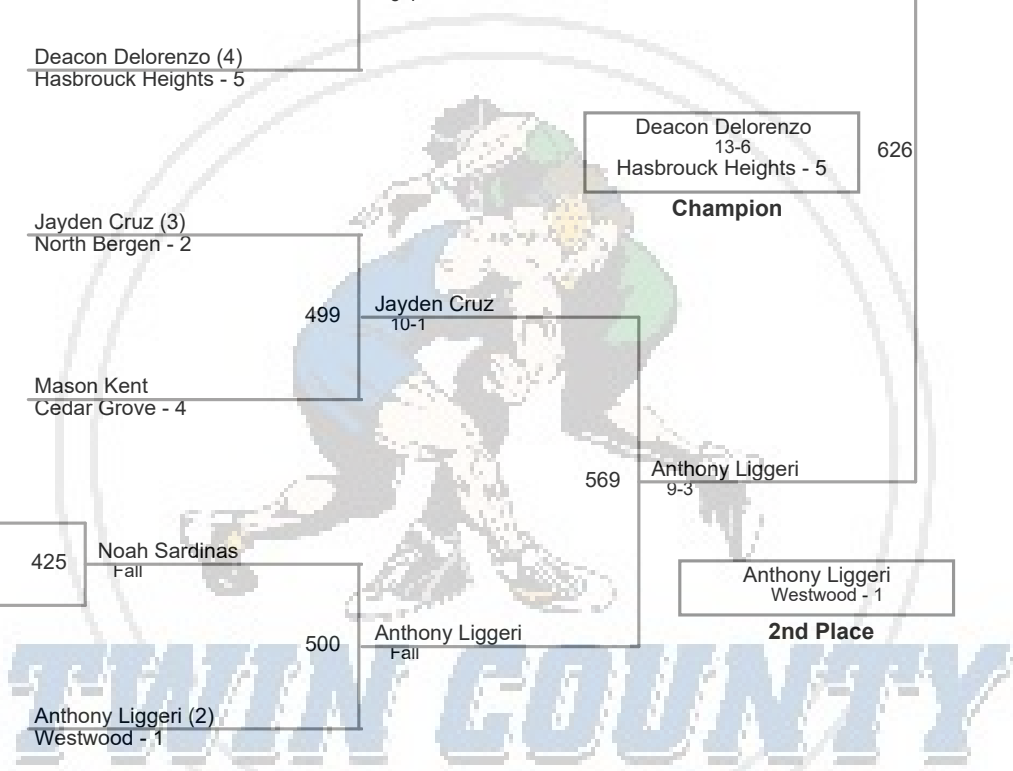 Deacon Delorenzo (4)
Hasbrouck Heights - 5
Deacon Delorenzo
13-6
Hasbrouck Heights - 5
626
Champion
Jayden Cruz (3)
North Bergen - 2
499
Jayden Cruz
10-1
Mason Kent
Cedar Grove - 4
569
Anthony Liggeri
9-3
425
Noah Sardinas
Fall
Anthony Liggeri
Westwood - 1
2nd Place
500
Anthony Liggeri
Fall
Anthony Liggeri (2)
Westwood - 1
TWIN COUNTY